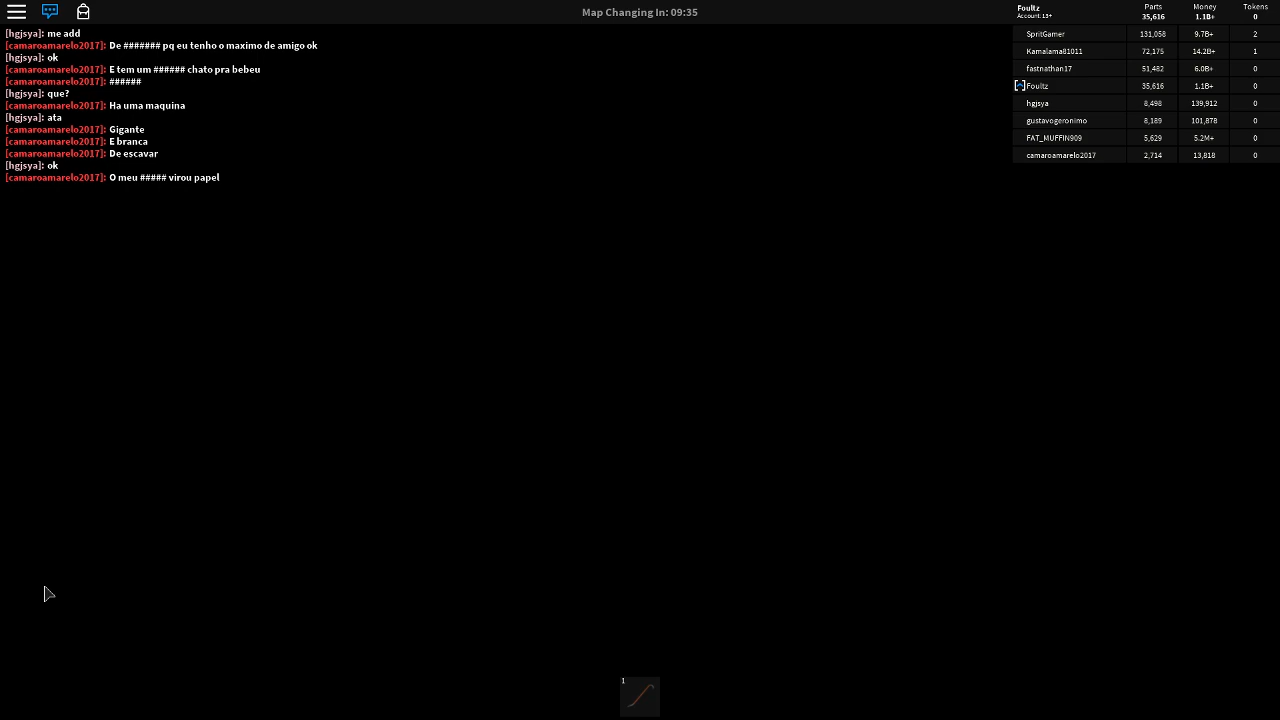 Map Changing In: 09:35
Foultz
Account: 13+
Parts Money Tokens
35,616 1.1B+ 0
SpritGamer 131,058 9.7B+ 2
Kamalama81011 72,175 14.2B+ 1
fastnathan17 51,482 6.0B+ 0
Foultz 35,616 1.1B+ 0
hgjsya 8,498 139,912 0
gustavogeronimo 8,189 101,878 0
FAT_MUFFIN909 5,629 5.2M+ 0
camaroamarelo2017 2,714 13,818 0
[hgjsya]: me add
[camaroamarelo2017]: De ####### pq eu tenho o maximo de amigo ok
[hgjsya]: ok
[camaroamarelo2017]: E tem um ###### chato pra bebeu
[camaroamarelo2017]: ######
[hgjsya]: que?
[camaroamarelo2017]: Ha uma maquina
[hgjsya]: ata
[camaroamarelo2017]: Gigante
[camaroamarelo2017]: E branca
[camaroamarelo2017]: De escavar
[hgjsya]: ok
[camaroamarelo2017]: O meu ##### virou papel
1